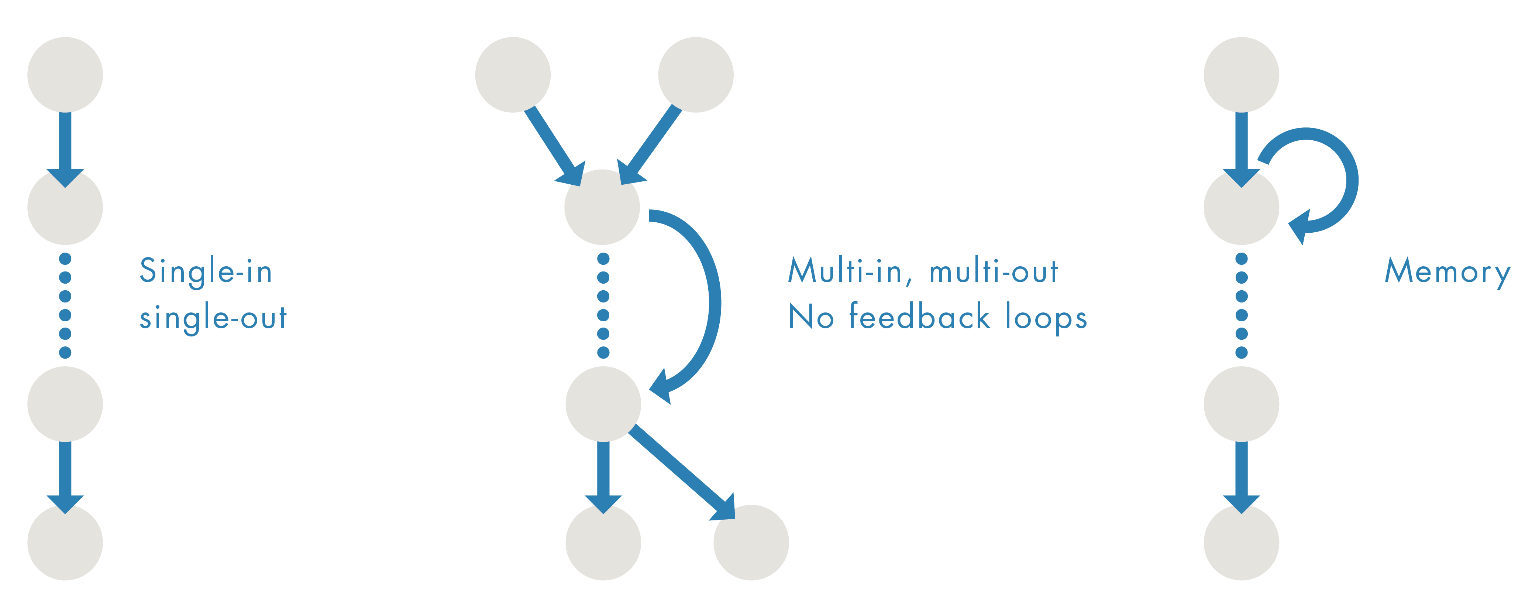 Single-in
single-out
Multi-in, multi-out
No feedback loops
Memory